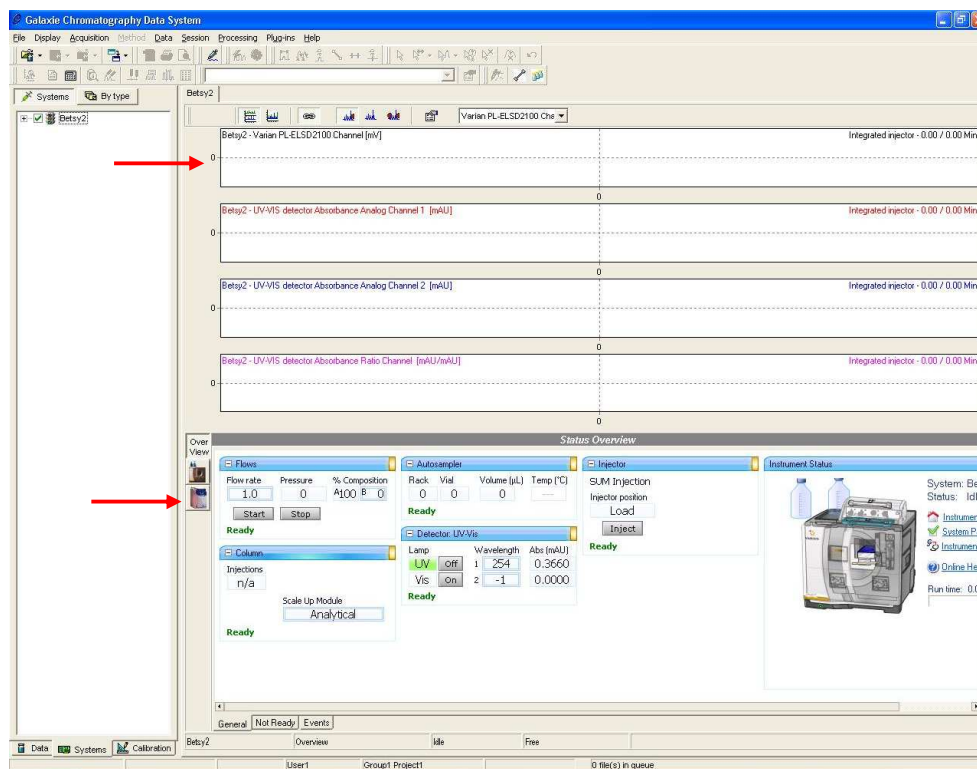 Galaxie Chromatography Data System
File Display Acquisition Method Data Session Processing Plug-ins Help
Systems By type
Betsy2
Betsy2
Varian PL-ELSD2100 Cha
Betsy2 - Varian PL-ELSD2100 Channel [mV] Integrated injector - 0.00 / 0.00 Min
0
0
Betsy2 - UV-VIS detector Absorbance Analog Channel 1 [mAU] Integrated injector - 0.00 / 0.00 Min
0
0
Betsy2 - UV-VIS detector Absorbance Analog Channel 2 [mAU] Integrated injector - 0.00 / 0.00 Min
0
0
Betsy2 - UV-VIS detector Absorbance Ratio Channel [mAU/mAU] Integrated injector - 0.00 / 0.00 Min
0
0
Over
View
Status Overview
Flows
Flow rate Pressure % Composition
1.0 0 A100 B 0
Start Stop
Ready
Column
Injections
n/a
Scale Up Module
Analytical
Ready
Autosampler
Rack Vial Volume (µL) Temp (°C)
0 0 0 ---
Ready
Detector: UV-Vis
Lamp Wavelength Abs (mAU)
UV Off 1 254 0.3660
Vis On 2 -1 0.0000
Ready
Injector
SUM Injection
Injector position
Load
Inject
Ready
Instrument Status
System: Be
Status: Idl
Instrumen
System P
Instrumen
Online He
Run time: 0.0
General Not Ready Events
Data Systems Calibration
Betsy2 Overview Idle Free
User1 Group1 Project1 0 file(s) in queue